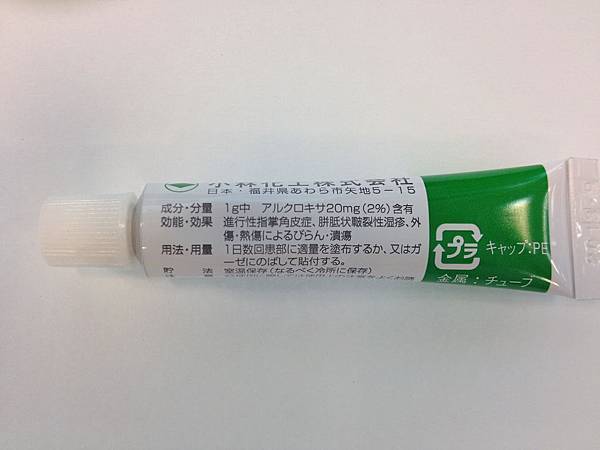 小林化工株式会社
日本・福井県あわら市矢地5-15
成分・分量 1g中 アルクロキサ20mg(2%)含有
効能・効果 進行性指掌角皮症、胼胝状皸裂性湿疹、外
傷・熱傷によるびらん・潰瘍
用法・用量 1日数回患部に適量を塗布するか、又はガ
ーゼにのばして貼付する。
貯法 室温保存(なるべく冷所に保存)
プラ
キャップ:PE
金属:チューブ